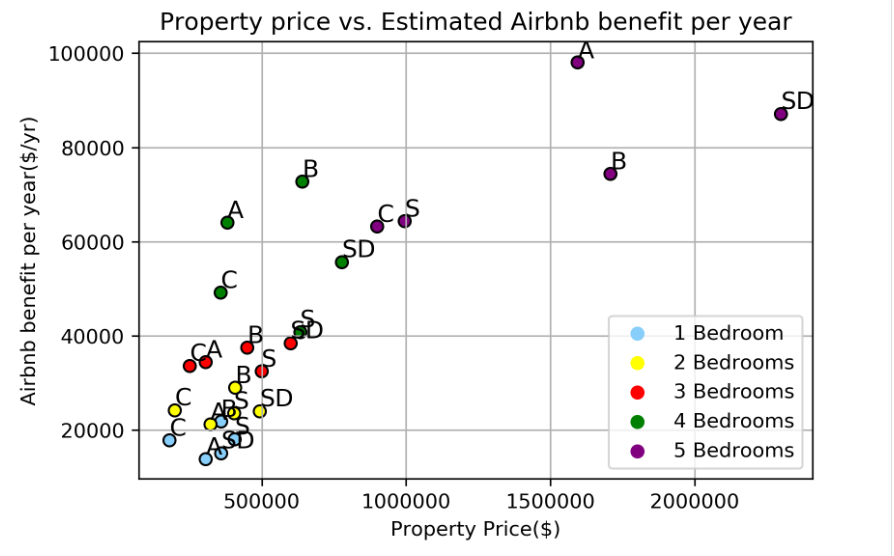 Property price vs. Estimated Airbnb benefit per year
100000
80000
60000
40000
20000
Airbnb benefit per year($/yr)
A
SD
B
B
A
C
S
SD
C
S
SD
B
C
A
S
B
C
S
SD
A
B
C
S
A
SD
1 Bedroom
2 Bedrooms
3 Bedrooms
4 Bedrooms
5 Bedrooms
500000
1000000
1500000
2000000
Property Price($)